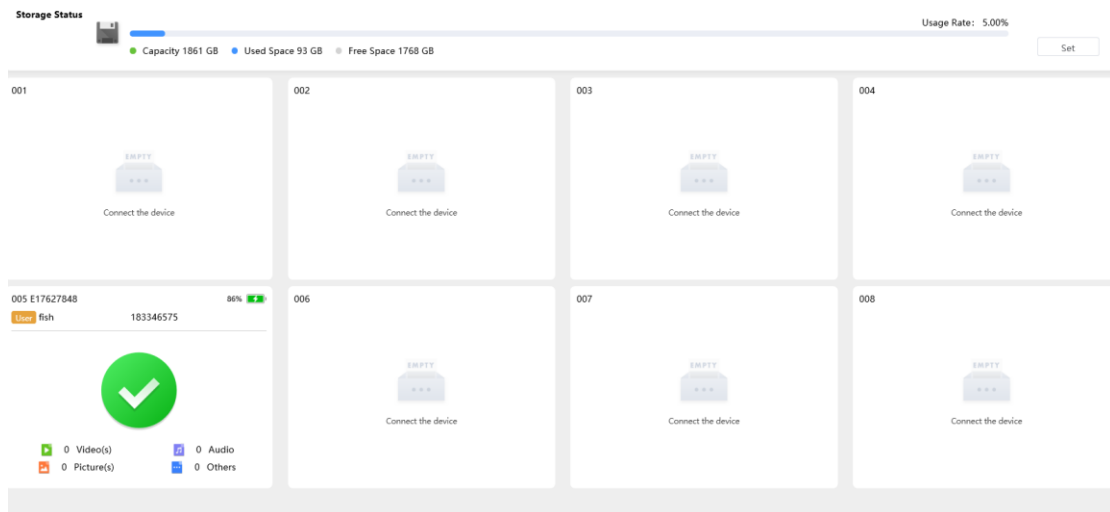 Storage Status
Usage Rate: 5.00%
Capacity 1861 GB Used Space 93 GB Free Space 1768 GB
Set
001 002 003 004
EMPTY EMPTY EMPTY EMPTY
Connect the device Connect the device Connect the device Connect the device
005 E17627848 86% 006 007 008
User fish 183346575
EMPTY EMPTY EMPTY
Connect the device Connect the device Connect the device
0 Video(s) 0 Audio
0 Picture(s) 0 Others